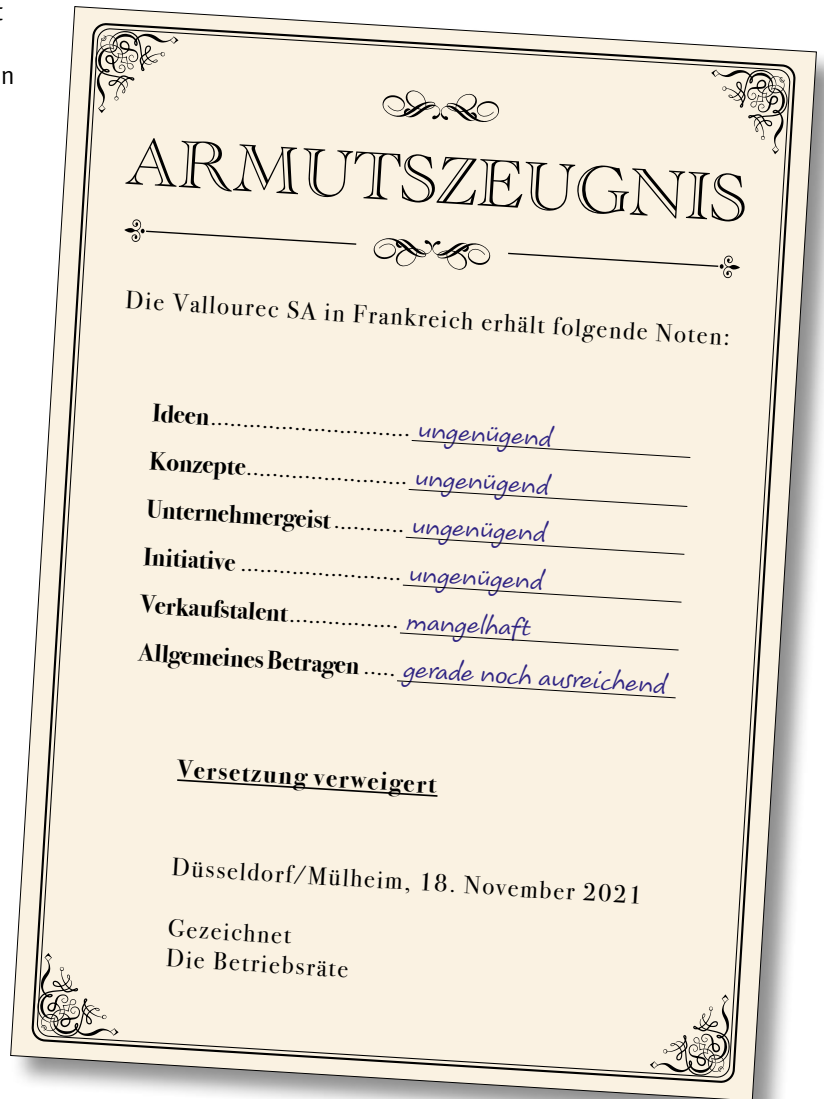 t
n
ARMUTSZEUGNIS
Die Vallourec SA in Frankreich erhält folgende Noten:
Ideen.............................. ungenügend
Konzepte........................ ungenügend
Unternehmergeist........... ungenügend
Initiative ........................ ungenügend
Verkaufstalent................. mangelhaft
Allgemeines Betragen ..... gerade noch ausreichend
Versetzung verweigert
Düsseldorf/Mülheim, 18. November 2021
Gezeichnet
Die Betriebsräte